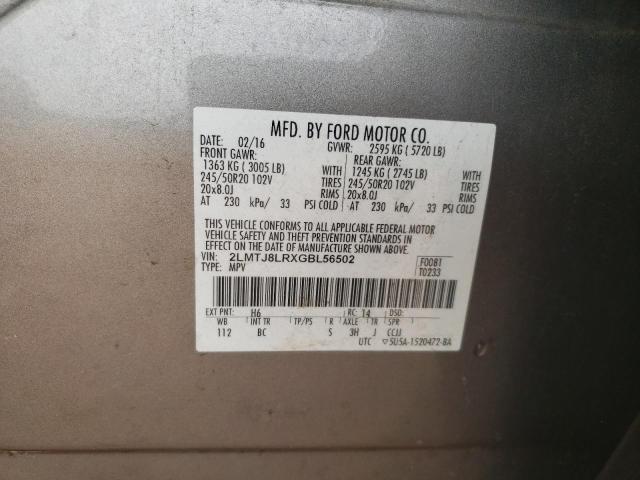 MFD. BY FORD MOTOR CO.
DATE: 02/16 GVWR: 2595 KG ( 5720 LB)
FRONT GAWR: REAR GAWR:
1363 KG ( 3005 LB) WITH 1245 KG ( 2745 LB) WITH
245/50R20 102V TIRES 245/50R20 102V TIRES
20x8.0J RIMS 20x8.0J RIMS
AT 230 kPa/ 33 PSI COLD AT 230 kPa/ 33 PSI COLD
THIS VEHICLE CONFORMS TO ALL APPLICABLE FEDERAL MOTOR
VEHICLE SAFETY AND THEFT PREVENTION STANDARDS IN
EFFECT ON THE DATE OF MANUFACTURE SHOWN ABOVE.
VIN: 2LMTJ8LRXGBL56502 F0081
TYPE: MPV T0233
EXT PNT: H6 RC: 14 DSO:
WB INT TR TP/PS R AXLE TR SPR
112 BC S 3H J CCJJ
UTC ▽5U5A-1520472-BA